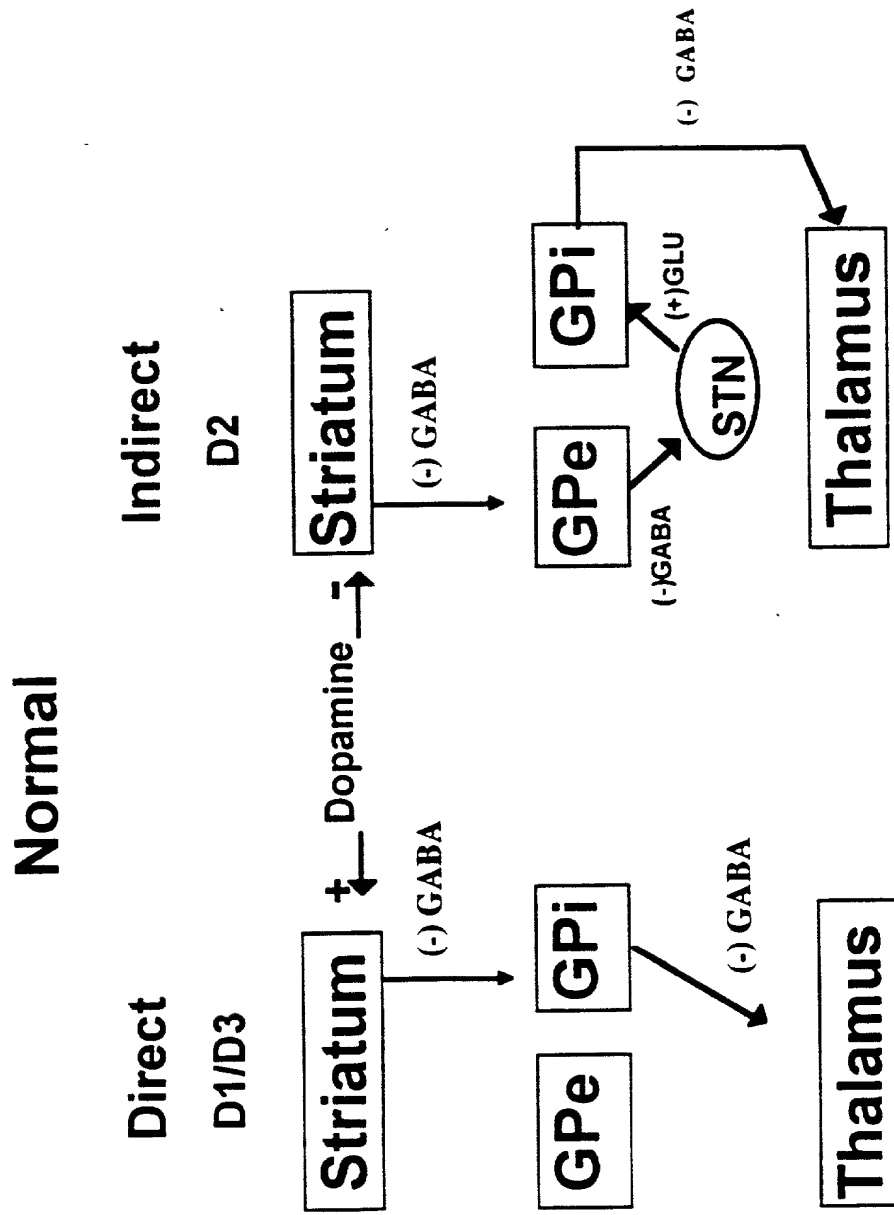 Normal
Direct
D1/D3
Striatum
+
Dopamine
-
(-) GABA
GPe
GPi
(-) GABA
Thalamus
Indirect
D2
Striatum
(-) GABA
GPe
GPi
(-)GABA
STN
(+)GLU
(-) GABA
Thalamus